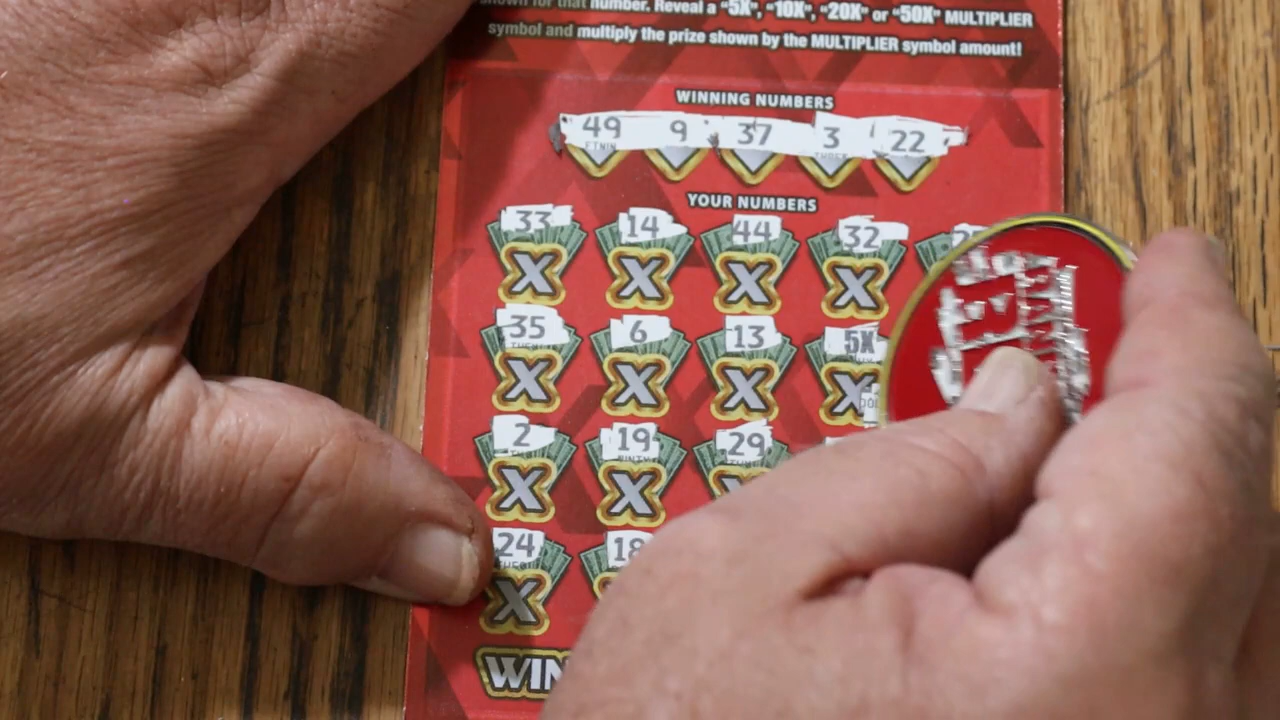 shown for that number. Reveal a "5X", "10X", "20X" or "50X" MULTIPLIER
symbol and multiply the prize shown by the MULTIPLIER symbol amount!
WINNING NUMBERS
49 9 37 3 22
YOUR NUMBERS
33 14 44 32
X X X X
35 6 13 5X
X X X X
2 19 29
X X X
24 18
X
WIN